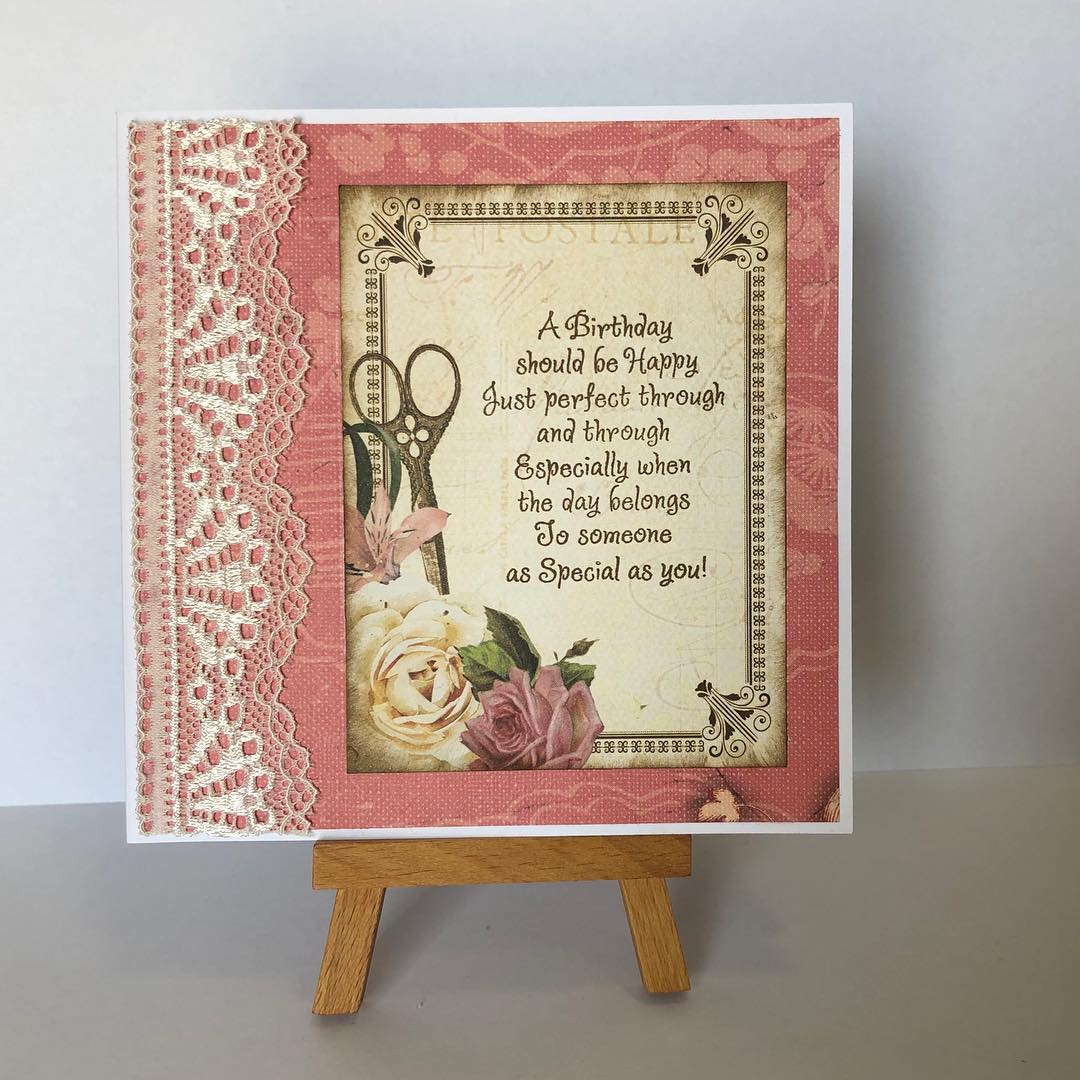 POSTALE
A Birthday
should be Happy
Just perfect through
and through
Especially when
the day belongs
To someone
as Special as you!